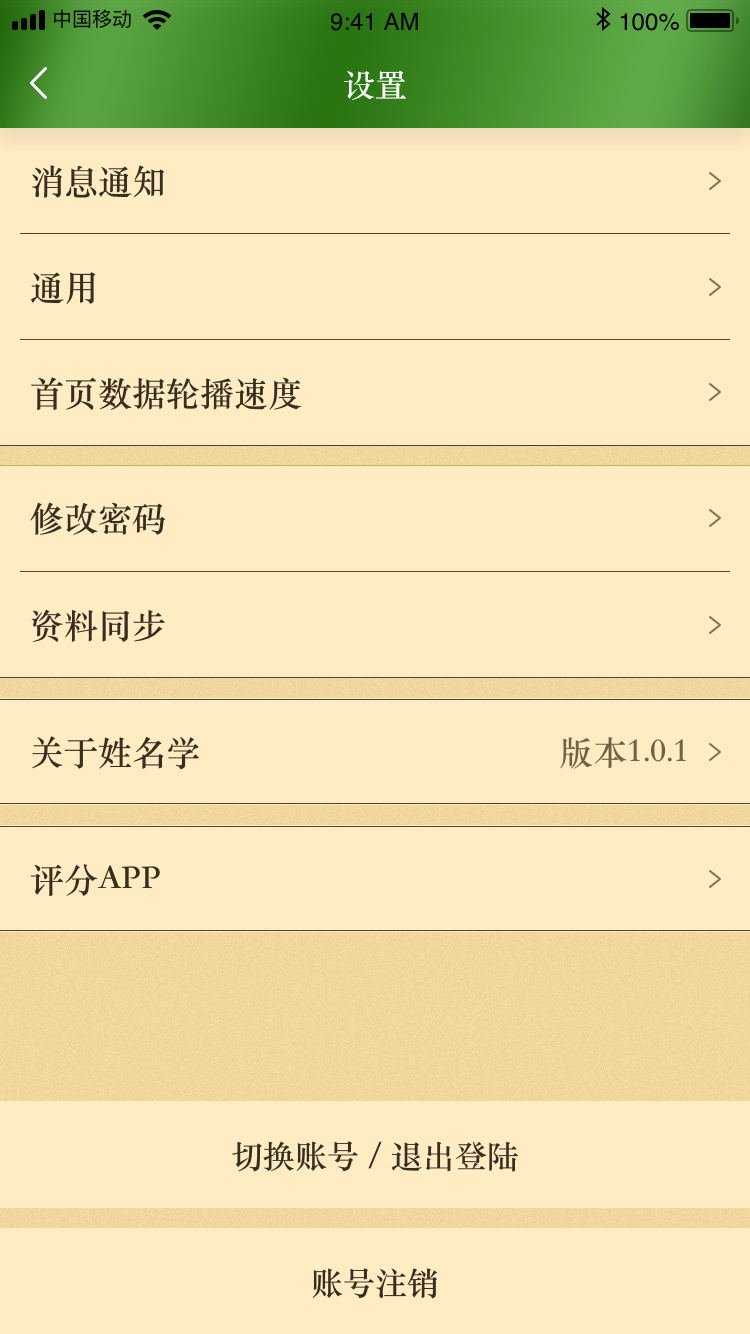 中国移动 9:41 AM 100%
设置
消息通知
通用
首页数据轮播速度
修改密码
资料同步
关于姓名学 版本1.0.1
评分APP
切换账号 / 退出登陆
账号注销